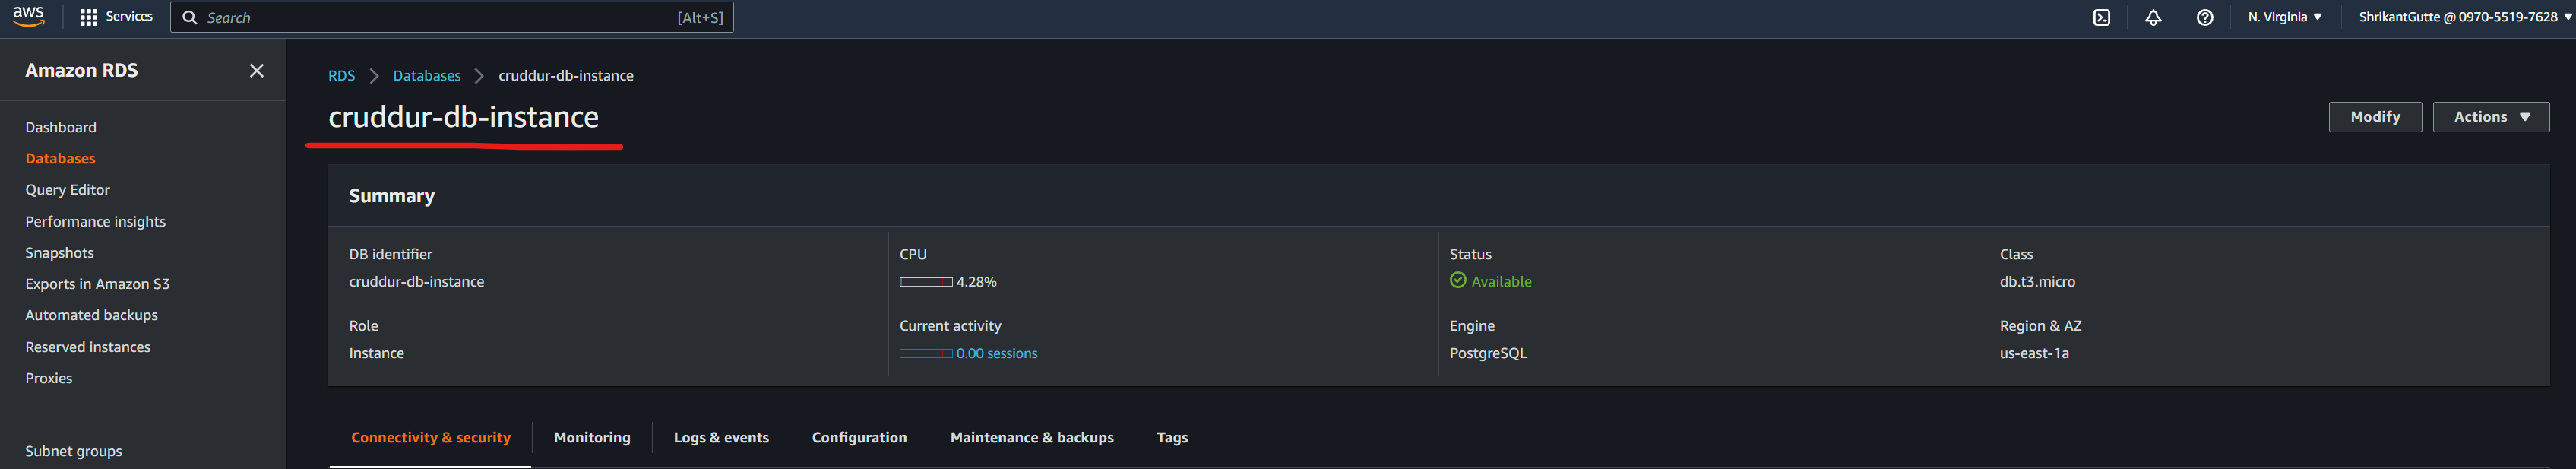 aws Services Search [Alt+S] N. Virginia ShrikantGutte @ 0970-5519-7628
Amazon RDS
Dashboard
Databases
Query Editor
Performance insights
Snapshots
Exports in Amazon S3
Automated backups
Reserved instances
Proxies
Subnet groups
RDS Databases cruddur-db-instance
cruddur-db-instance
Modify Actions
Summary
DB identifier
cruddur-db-instance
Role
Instance
CPU
4.28%
Current activity
0.00 sessions
Status
Available
Engine
PostgreSQL
Class
db.t3.micro
Region & AZ
us-east-1a
Connectivity & security Monitoring Logs & events Configuration Maintenance & backups Tags